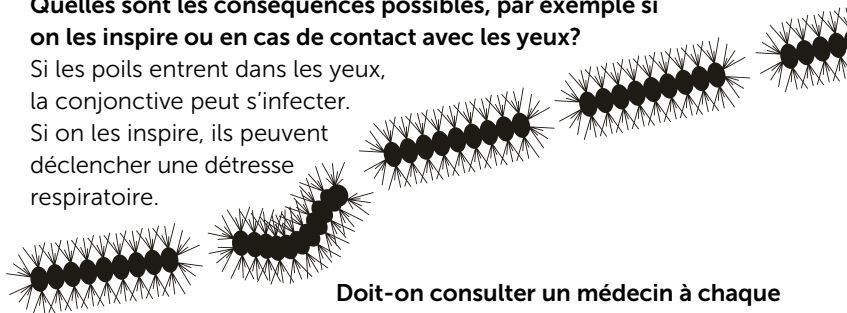 Quelles sont les conséquences possibles, par exemple si
on les inspire ou en cas de contact avec les yeux?
Si les poils entrent dans les yeux,
la conjonctive peut s’infecter.
Si on les inspire, ils peuvent
déclencher une détresse
respiratoire.
Doit-on consulter un médecin à chaque